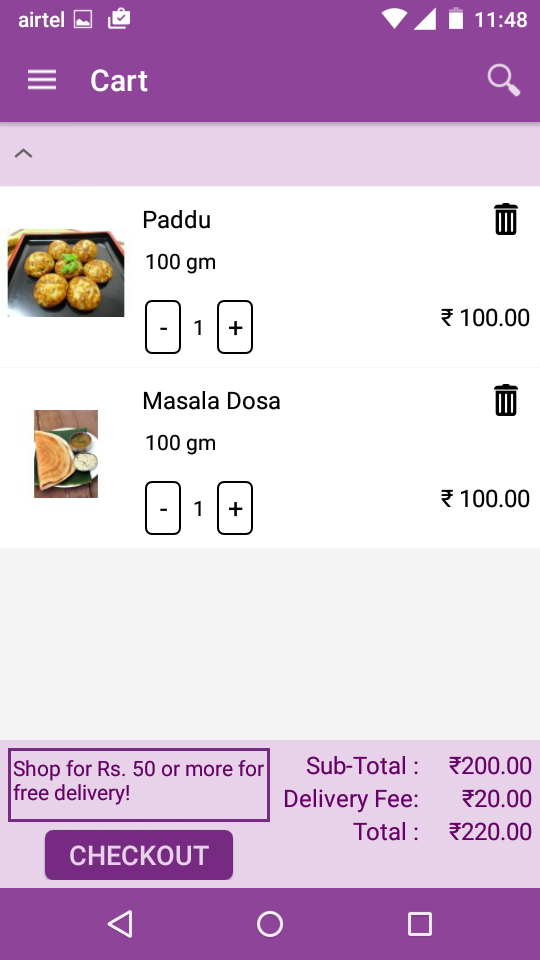 airtel 11:48
Cart
Paddu
100 gm
- 1 +
₹ 100.00
Masala Dosa
100 gm
- 1 +
₹ 100.00
Shop for Rs. 50 or more for
free delivery!
CHECKOUT
Sub-Total : ₹200.00
Delivery Fee: ₹20.00
Total : ₹220.00